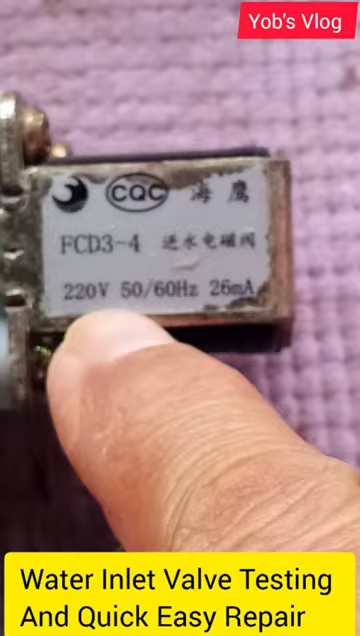 Yob's Vlog
CQC 海鹰
FCD3-4 进水电磁阀
220V 50/60Hz 26mA
Water Inlet Valve Testing
And Quick Easy Repair